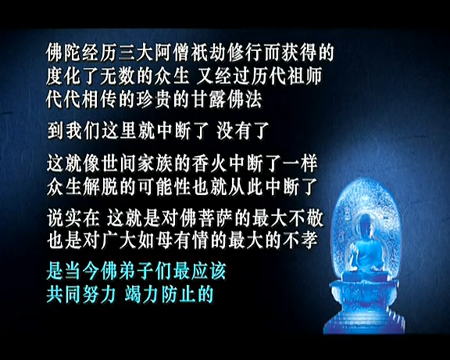 佛陀经历三大阿僧祇劫修行而获得的
度化了无数的众生 又经过历代祖师
代代相传的珍贵的甘露佛法
到我们这里就中断了 没有了
这就像世间家族的香火中断了一样
众生解脱的可能性也就从此中断了
说实在 这就是对佛菩萨的最大不敬
也是对广大如母有情的最大的不孝
是当今佛弟子们最应该
共同努力 竭力防止的